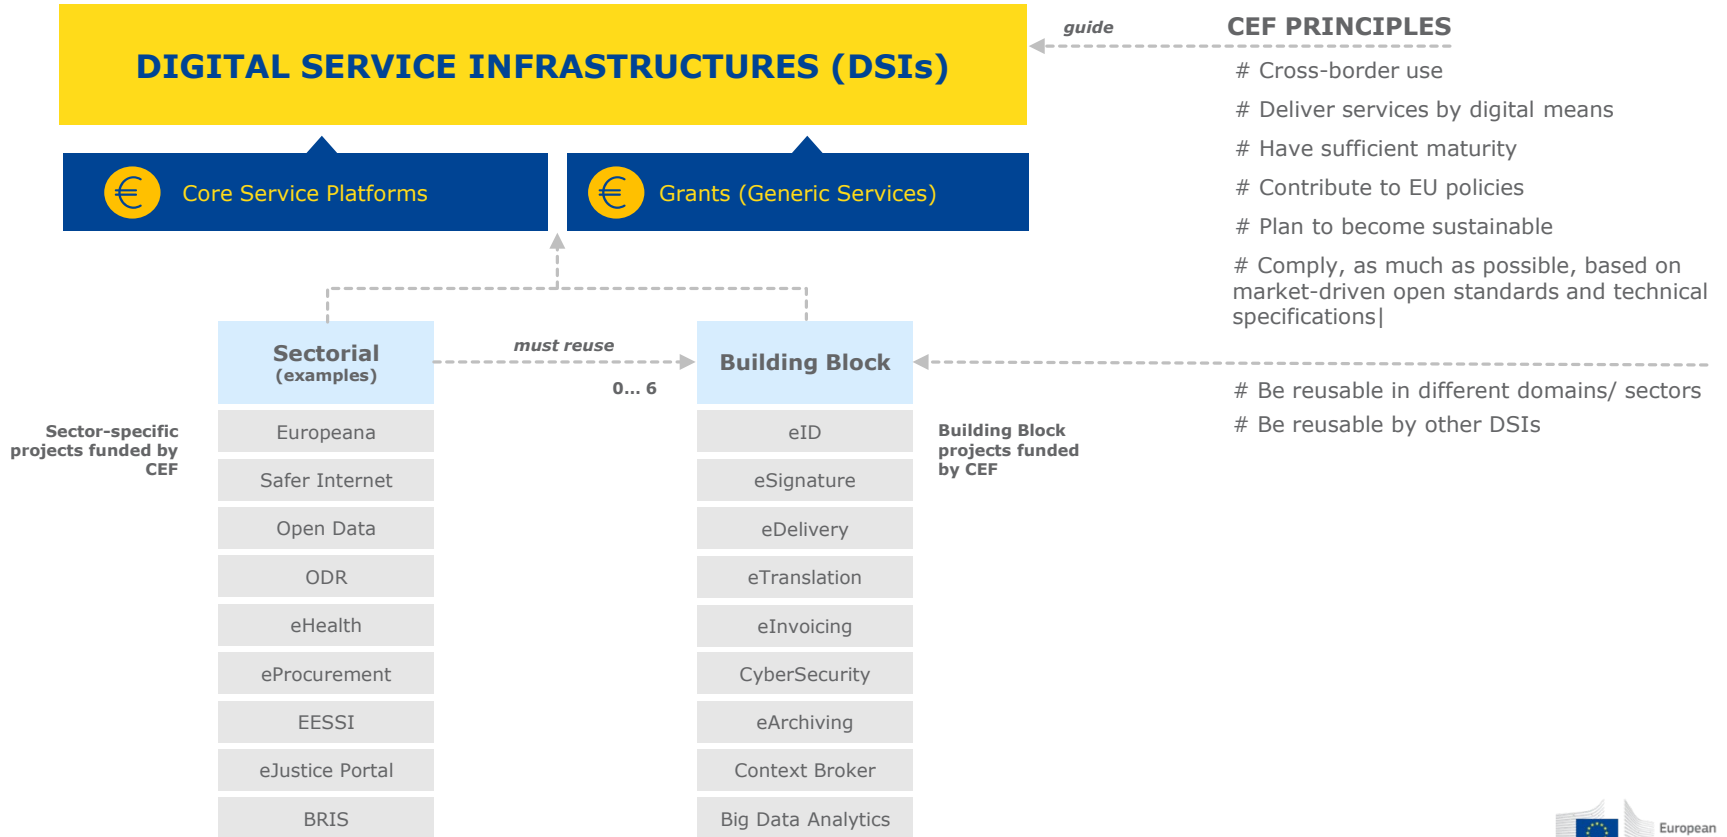 DIGITAL SERVICE INFRASTRUCTURES (DSIs)
guide
CEF PRINCIPLES
# Cross-border use
# Deliver services by digital means
# Have sufficient maturity
# Contribute to EU policies
# Plan to become sustainable
# Comply, as much as possible, based on
market-driven open standards and technical
specifications|
€ Core Service Platforms
€ Grants (Generic Services)
Sectorial
(examples)
must reuse
0... 6
Building Block
# Be reusable in different domains/ sectors
# Be reusable by other DSIs
Sector-specific
projects funded by
CEF
Europeana
Safer Internet
Open Data
ODR
eHealth
eProcurement
EESSI
eJustice Portal
BRIS
eID
eSignature
eDelivery
eTranslation
eInvoicing
CyberSecurity
eArchiving
Context Broker
Big Data Analytics
Building Block
projects funded
by CEF
European